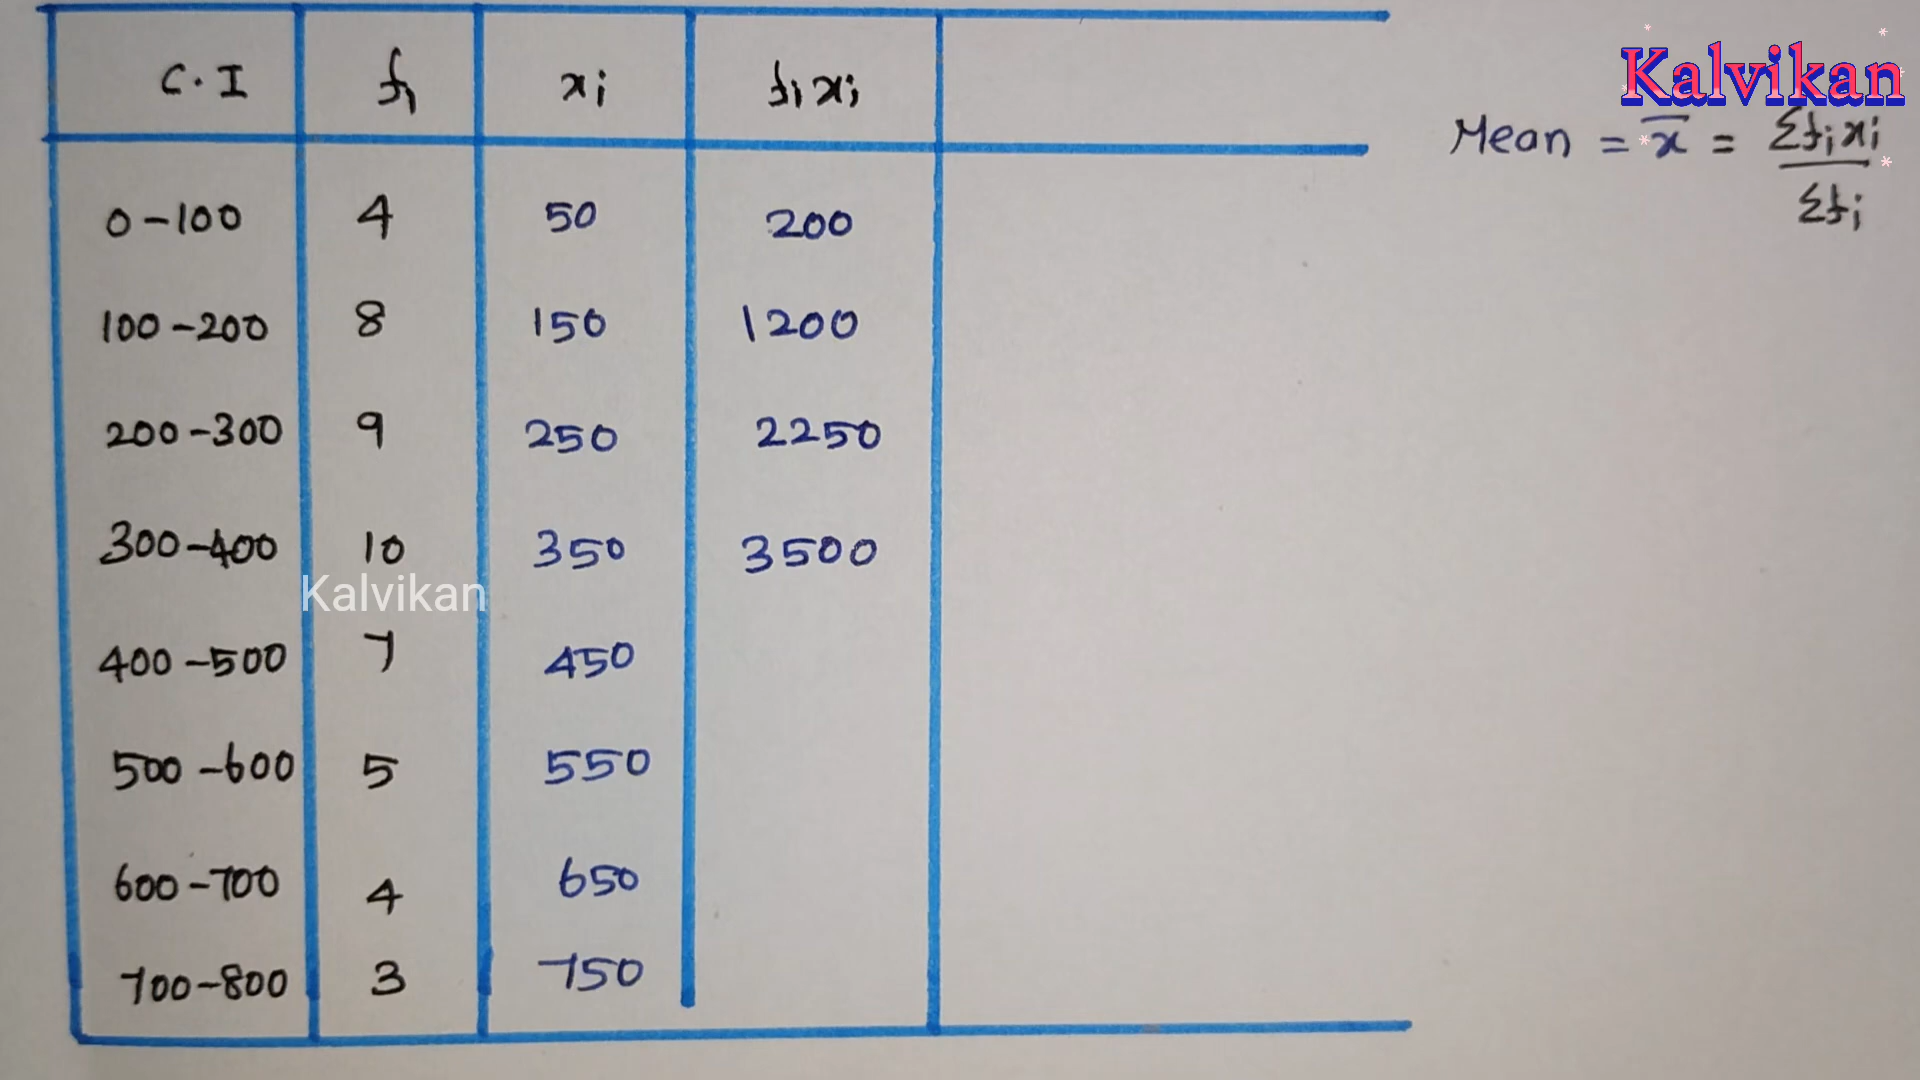 C.I fi xi fixi
Kalvikan
Mean = x̄ = Σfixi / Σfi
0-100 4 50 200
100-200 8 150 1200
200-300 9 250 2250
300-400 10 350 3500
Kalvikan
400-500 7 450
500-600 5 550
600-700 4 650
700-800 3 750